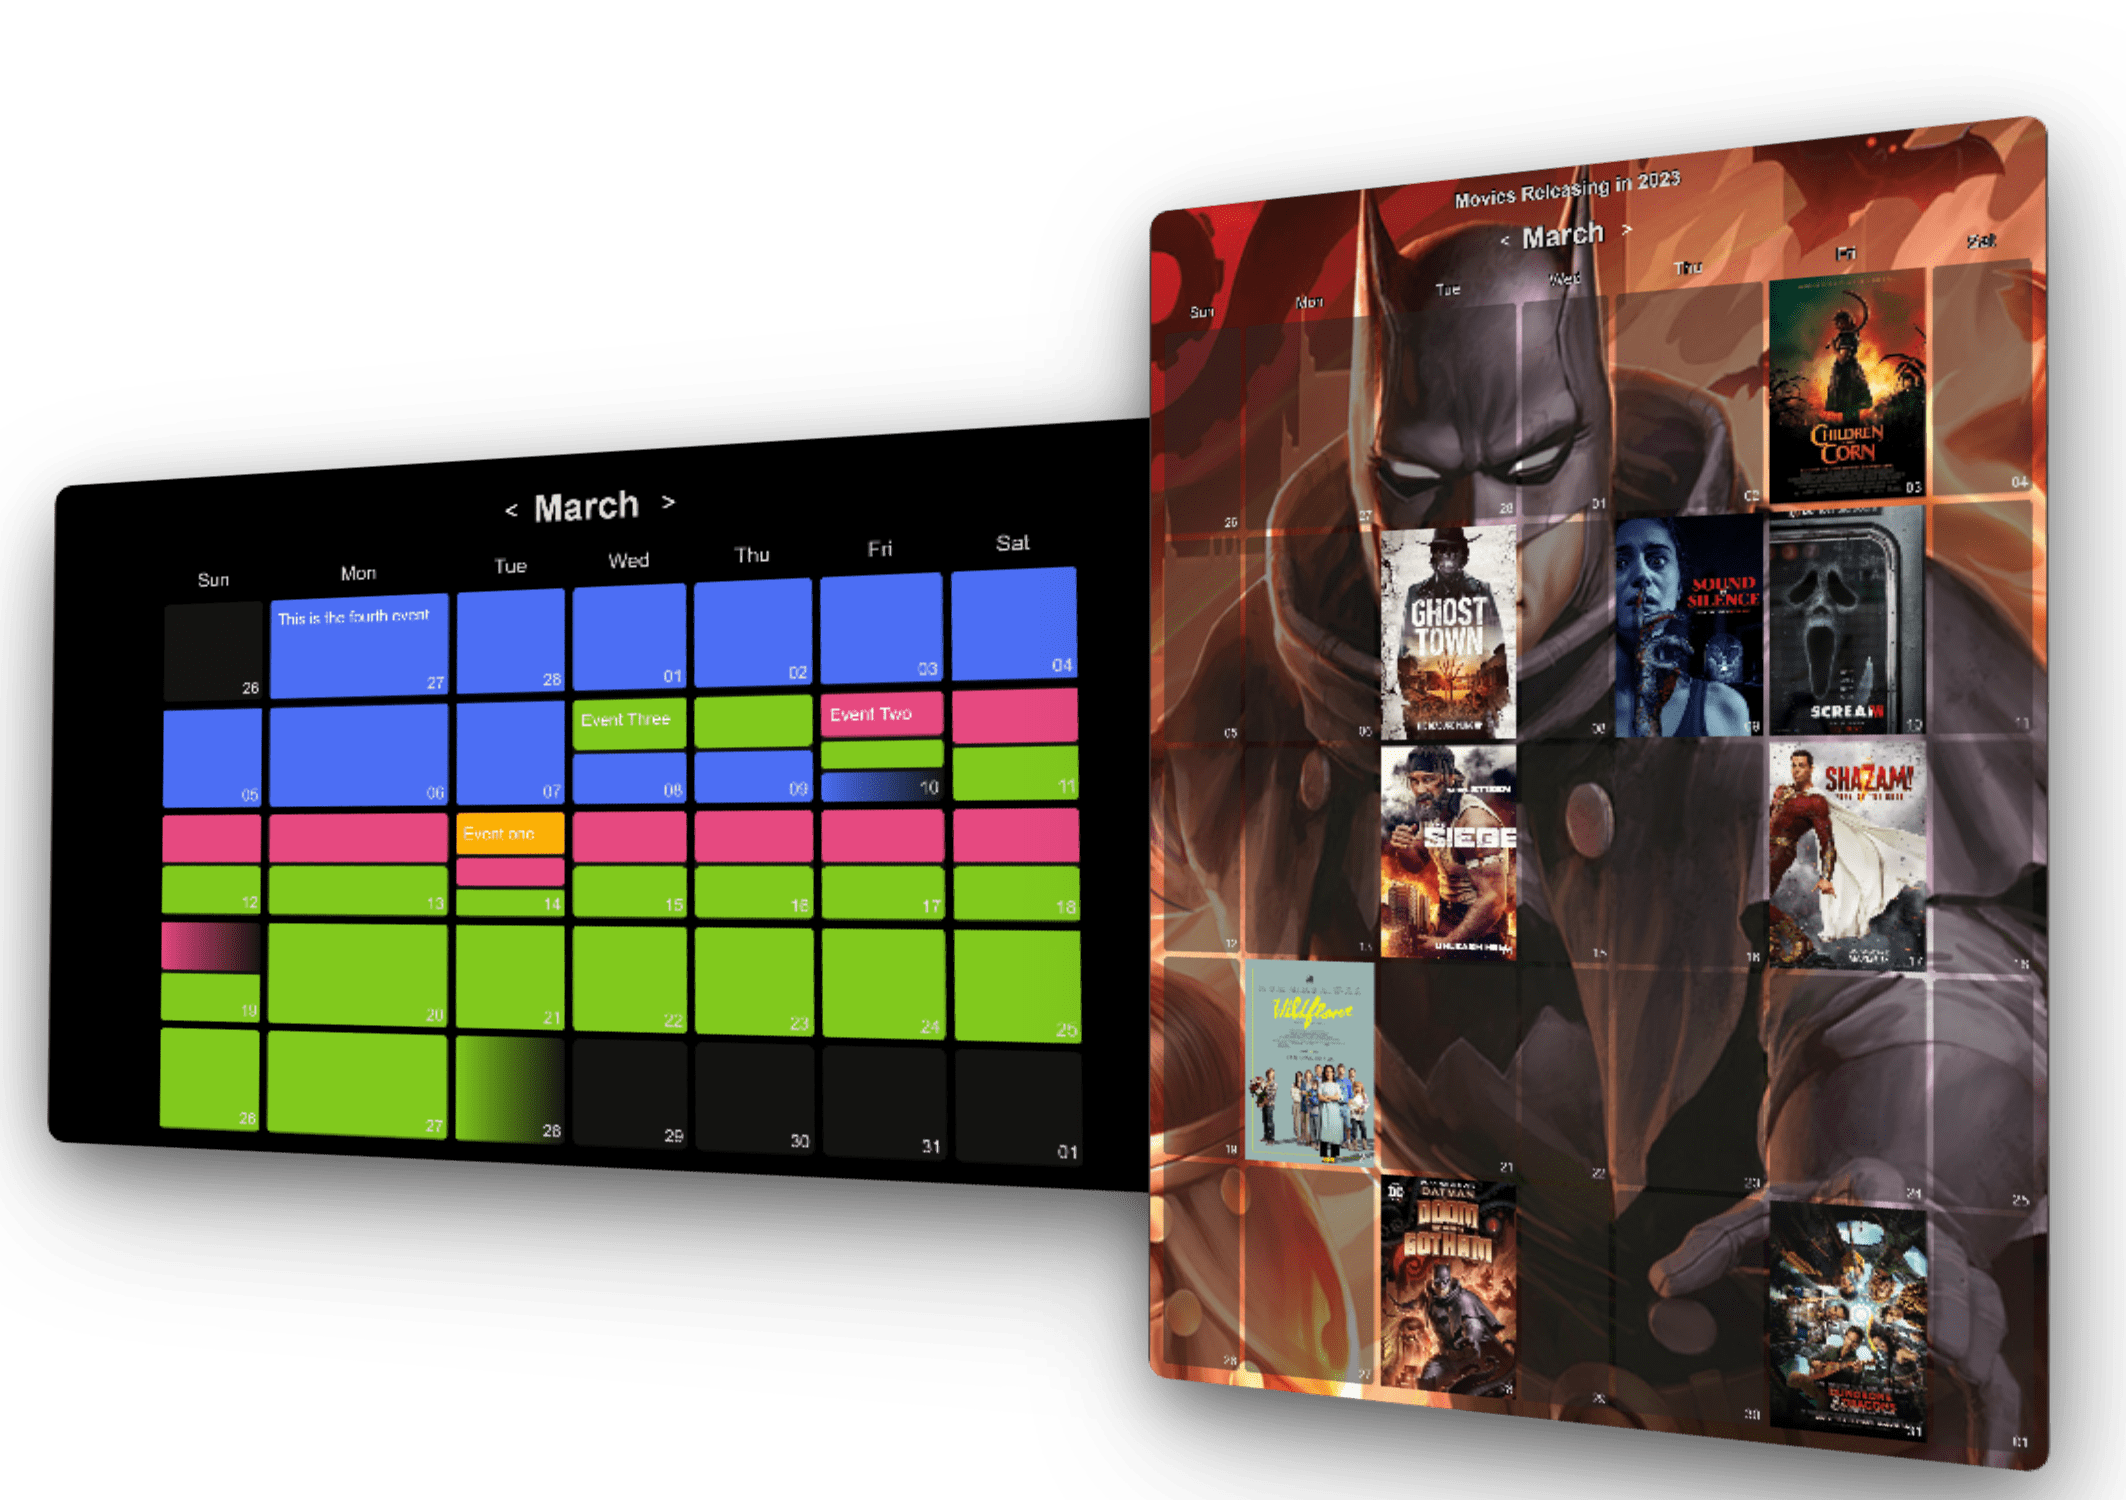 < March >
Sun Mon Tue Wed Thu Fri Sat
This is the fourth event
26 27 28 01 02 03 04
Event Three Event Two
05 06 07 08 09 10 11
Event one
12 13 14 15 16 17 18
19 20 21 22 23 24 25
26 27 28 29 30 31 01
Movies Releasing in 2023
< March >
Sun Mon Tue Wed Thu Fri Sat
CHILDREN
CORN
26 27 28 01 02 03 04
GHOST
TOWN
SOUND
SILENCE
SCREAM
05 06 08 09 10 11
SIEGE
UNLEASH HELL
SHAZAM!
12 13 15 16 17 18
Wildflower
19 21 22 23 24 25
DC
BATMAN
DOOM
GOTHAM
DUNGEONS
& DRAGONS
26 27 28 29 30 31 01